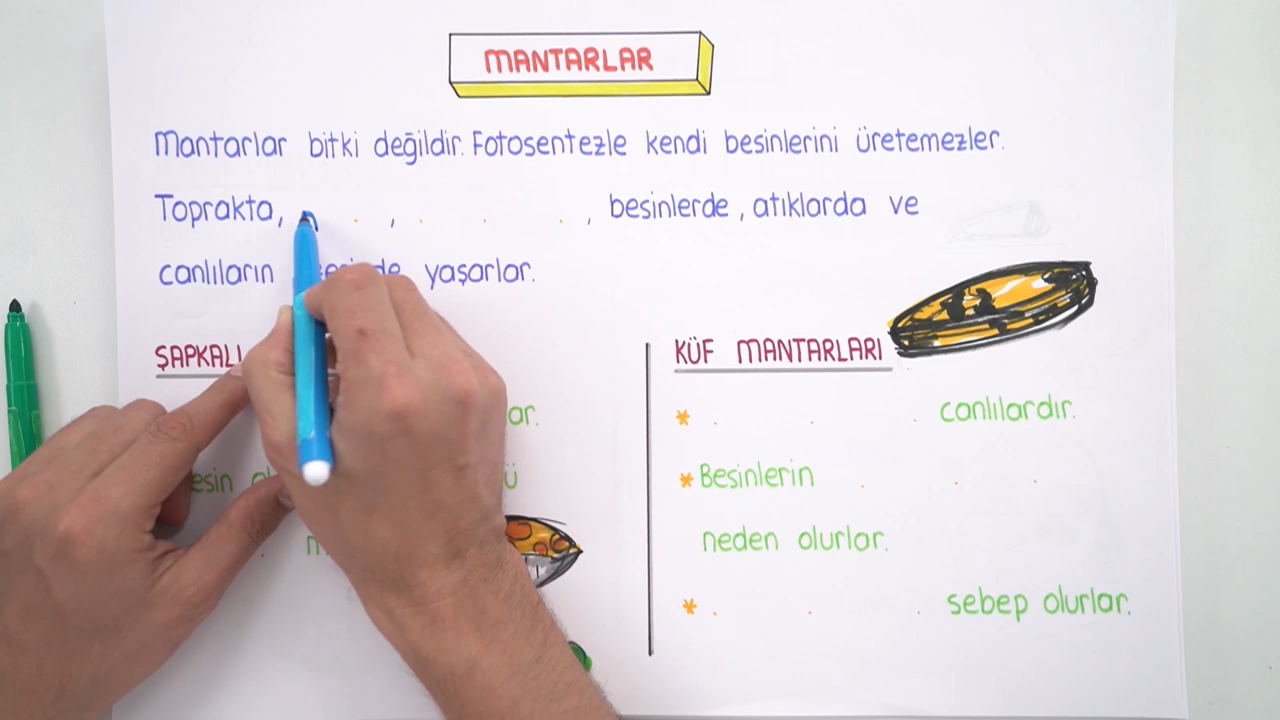 MANTARLAR
Mantarlar bitki değildir. Fotosentezle kendi besinlerini üretemezler.
Toprakta, . , . . . , besinlerde, atıklarda ve
canlıların yaşarlar.
ŞAPKALI
KÜF MANTARLARI
* . . . canlılardır.
* Besinlerin . . .
neden olurlar.
* . . . sebep olurlar.